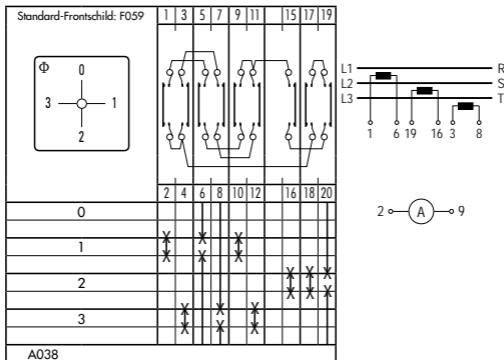 Standard-Frontschild: F059
1 3 5 7 9 11 15 17 19
Φ
0
3 1
2
L1 R
L2 S
L3 T
1 6 19 16 3 8
2 4 6 8 10 12 16 18 20
2 A 9
0
1
X X X
X X X
2
X X X
X X X
3
X X X
X X X
A038